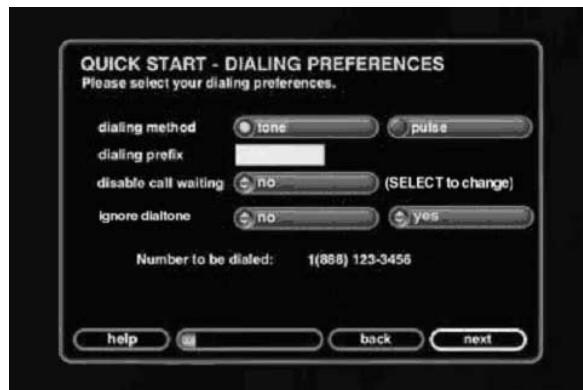 QUICK START - DIALING PREFERENCES
Please select your dialing preferences.
dialing method tone pulse
dialing prefix
disable call waiting no (SELECT to change)
ignore dialtone no yes
Number to be dialed: 1(888) 123-3456
help back next